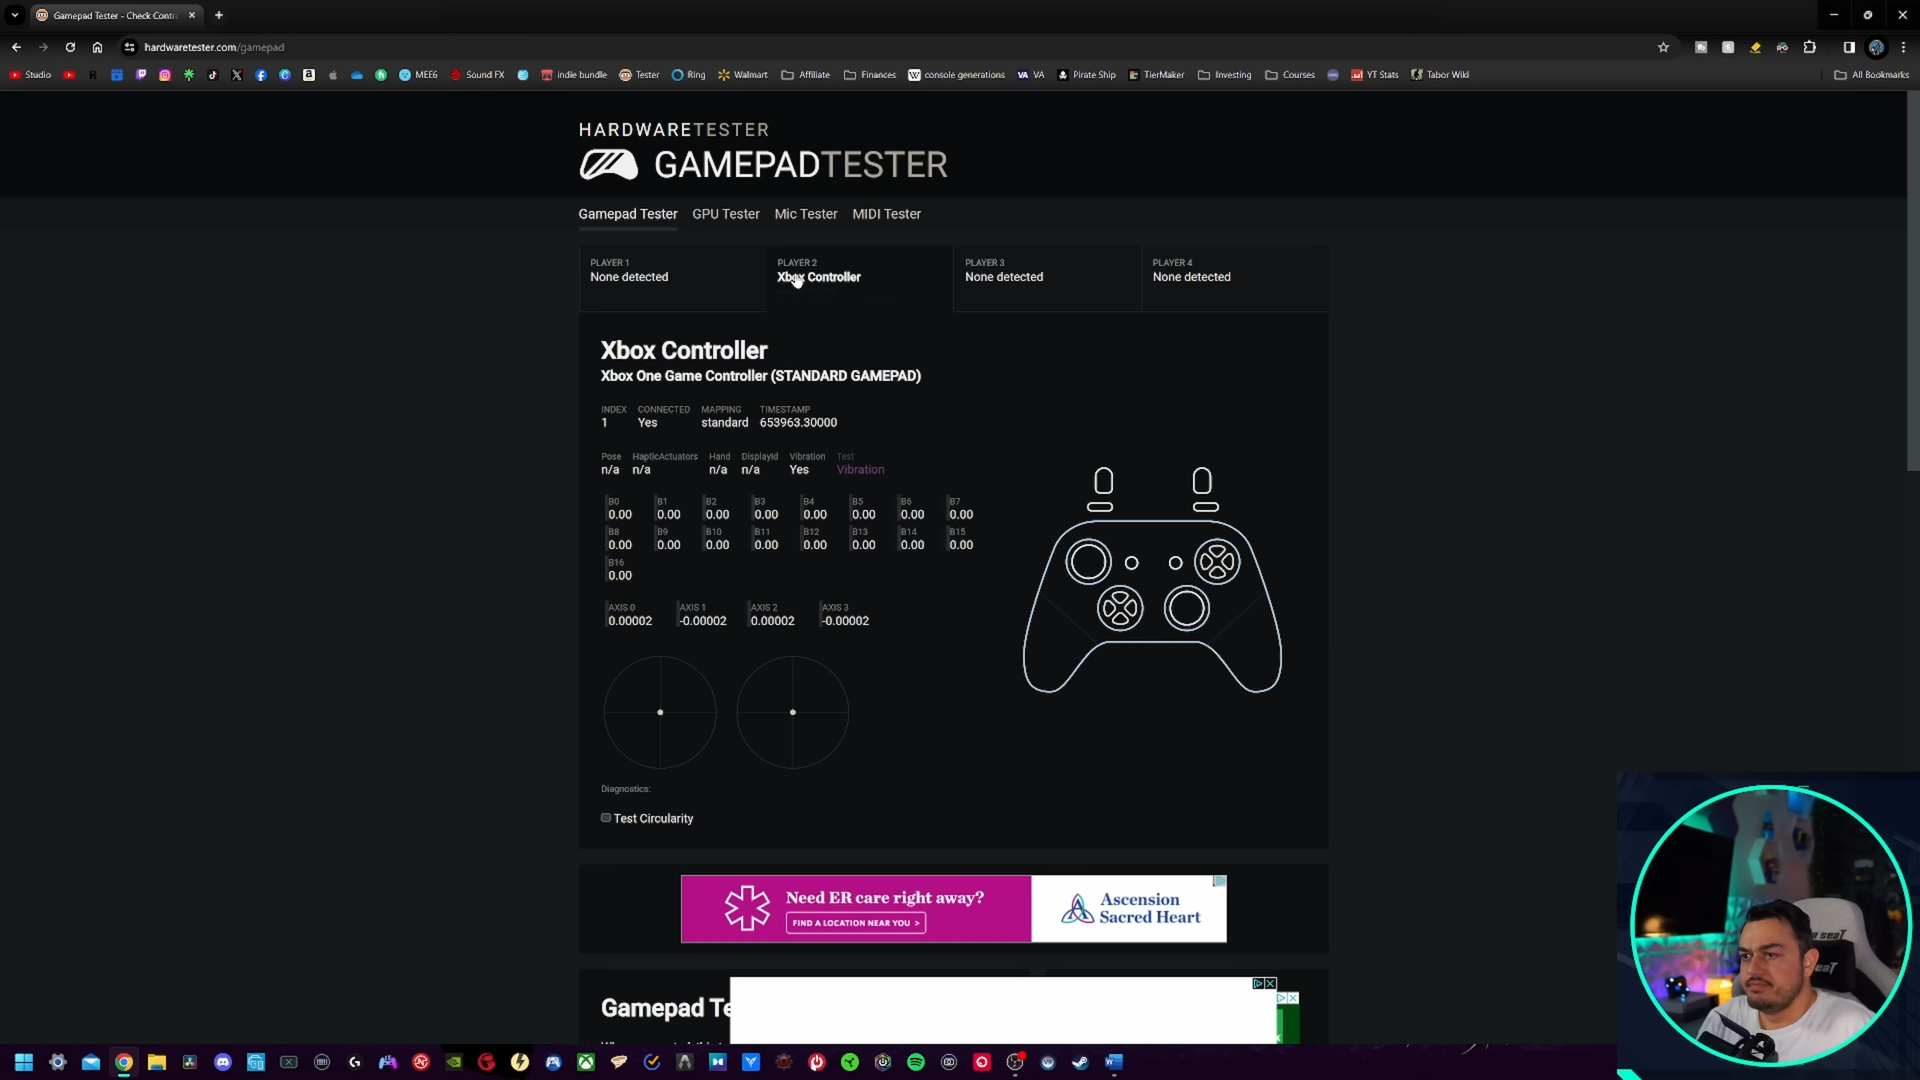 Gamepad Tester - Check Contr
hardwaretester.com/gamepad
Studio
MEE6
Sound FX
indie bundle
Tester
Ring
Walmart
Affiliate
Finances
console generations
VA
Pirate Ship
TierMaker
Investing
Courses
YT Stats
Tabor Wiki
All Bookmarks
HARDWARETESTER
GAMEPADTESTER
Gamepad Tester GPU Tester Mic Tester MIDI Tester
PLAYER 1
None detected
PLAYER 2
Xbox Controller
PLAYER 3
None detected
PLAYER 4
None detected
Xbox Controller
Xbox One Game Controller (STANDARD GAMEPAD)
INDEX CONNECTED MAPPING TIMESTAMP
1 Yes standard 653963.30000
Pose HapticActuators Hand DisplayId Vibration Test
n/a n/a n/a n/a Yes Vibration
B0 B1 B2 B3 B4 B5 B6 B7
0.00 0.00 0.00 0.00 0.00 0.00 0.00 0.00
B8 B9 B10 B11 B12 B13 B14 B15
0.00 0.00 0.00 0.00 0.00 0.00 0.00 0.00
B16
0.00
AXIS 0 AXIS 1 AXIS 2 AXIS 3
0.00002 -0.00002 0.00002 -0.00002
Diagnostics:
Test Circularity
Need ER care right away?
FIND A LOCATION NEAR YOU >
Ascension
Sacred Heart
Gamepad Te